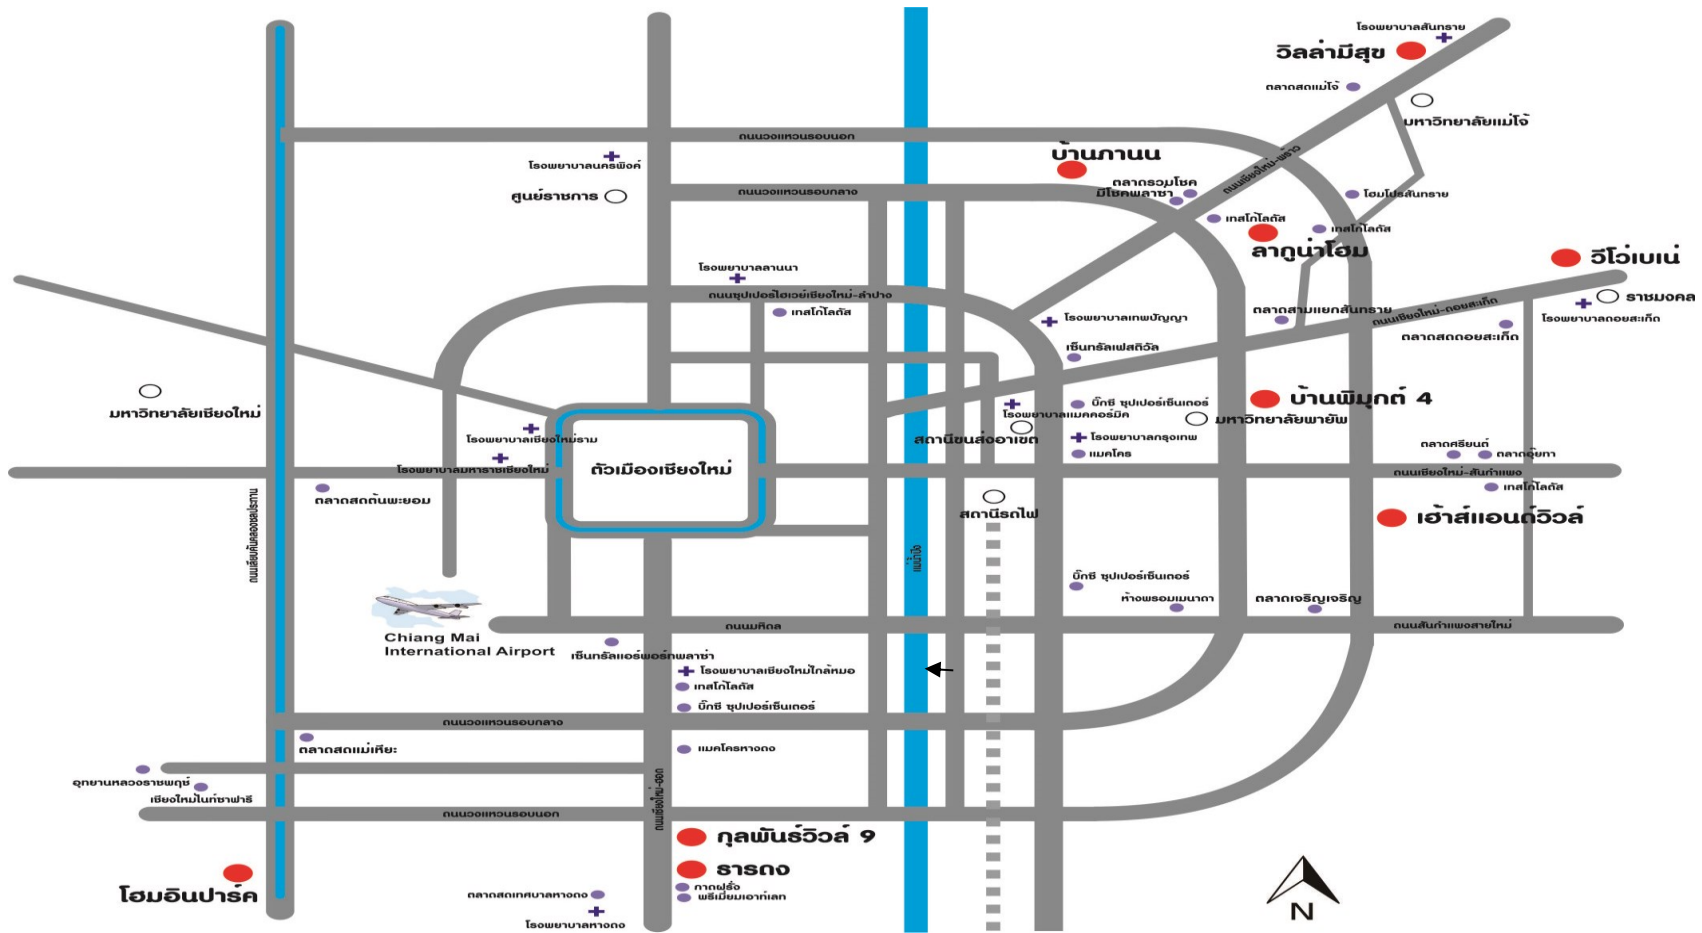 โรงพยาบาลสันทราย
วิลล่ามีสุข
ตลาดสดแม่โจ้
มหาวิทยาลัยแม่โจ้
ถนนวงแหวนรอบนอก
บ้านภานน
โรงพยาบาลนครพิงค์
ถนนเชียงใหม่-พร้าว
ตลาดรวมโชค
มีโชคพลาซา
ศูนย์ราชการ
ถนนวงแหวนรอบกลาง
โฮมโปรสันทราย
เทสโก้โลตัส
เทสโก้โลตัส
ลากูน่าโฮม
วีโว่เบเน่
โรงพยาบาลลานนา
ถนนซุปเปอร์ไฮเวย์เชียงใหม่-ลำปาง
ราชมงคล
โรงพยาบาลดอยสะเก็ด
ถนนเชียงใหม่-ดอยสะเก็ด
เทสโก้โลตัส
โรงพยาบาลเทพปัญญา
ตลาดสามแยกสันทราย
ตลาดสดดอยสะเก็ด
เซ็นทรัลเฟสติวัล
มหาวิทยาลัยเชียงใหม่
บ้านพิมุกต์ 4
บิ๊กซี ซุปเปอร์เซ็นเตอร์
โรงพยาบาลแมคคอร์มิค
มหาวิทยาลัยพายัพ
โรงพยาบาลเชียงใหม่ราม
สถานีขนส่งอาเขต
โรงพยาบาลกรุงเทพ
แมคโคร
ตลาดศรียนต์
โรงพยาบาลมหาราชเชียงใหม่
ตัวเมืองเชียงใหม่
ถนนเชียงใหม่-สันกำแพง
เทสโก้โลตัส
ตลาดสดต้นพะยอม
สถานีรถไฟ
เฮ้าส์แอนด์วิวล์
ถนนเลียบคันคลองชลประทาน
แม่น้ำปิง
บิ๊กซี ซุปเปอร์เซ็นเตอร์
ห้างพรอมเมนาดา
ตลาดเจริญเจริญ
ถนนมหิดล
ถนนสันกำแพงสายใหม่
Chiang Mai
International Airport
เซ็นทรัลแอร์พอร์ทพลาซ่า
โรงพยาบาลเชียงใหม่ใกล้หมอ
เทสโก้โลตัส
บิ๊กซี ซุปเปอร์เซ็นเตอร์
ถนนวงแหวนรอบกลาง
ตลาดสดแม่เหียะ
แมคโครหางดง
อุทยานหลวงราชพฤกษ์
เชียงใหม่ไนท์ซาฟารี
ถนนเชียงใหม่-ฮอด
ถนนวงแหวนรอบนอก
กุลพันธ์วิวล์ 9
ธารดง
โฮมอินปาร์ค
กาดฝรั่ง
ตลาดสดเทศบาลหางดง
พรีเมี่ยมเอาท์เลท
โรงพยาบาลหางดง
N